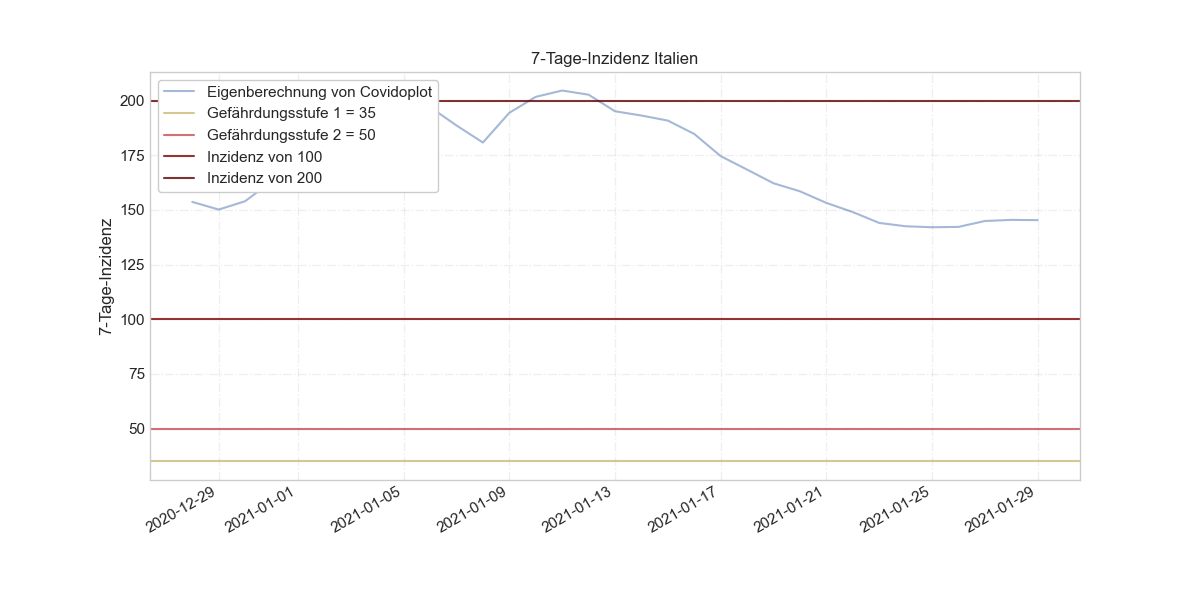 7-Tage-Inzidenz Italien
Eigenberechnung von Covidoplot
Gefährdungsstufe 1 = 35
Gefährdungsstufe 2 = 50
Inzidenz von 100
Inzidenz von 200
7-Tage-Inzidenz
200
175
150
125
100
75
50
2020-12-29
2021-01-01
2021-01-05
2021-01-09
2021-01-13
2021-01-17
2021-01-21
2021-01-25
2021-01-29